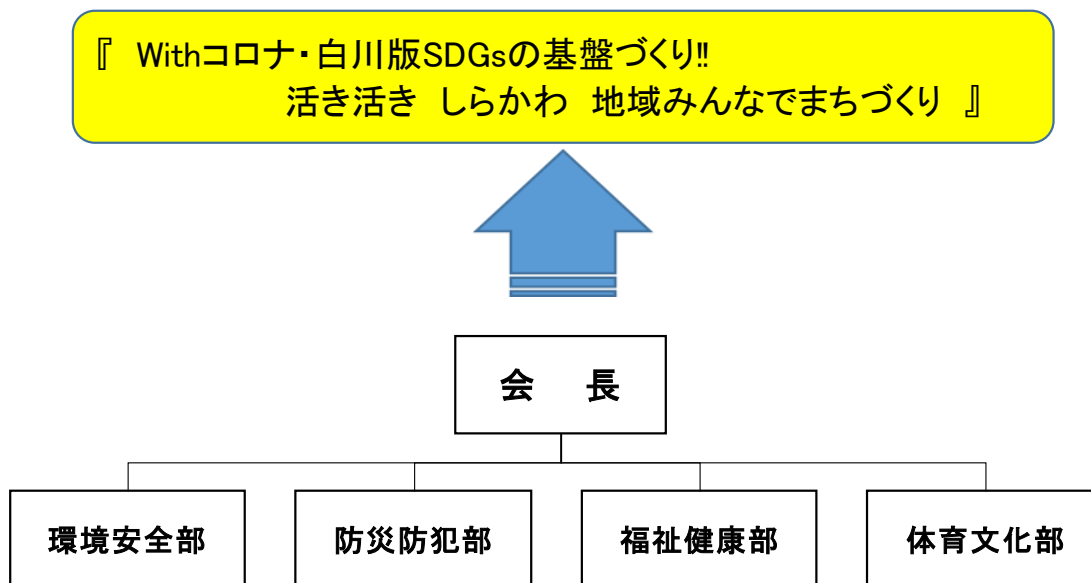 『 Withコロナ・白川版SDGsの基盤づくり‼
活き活き しらかわ 地域みんなでまちづくり 』
会 長
環境安全部 防災防犯部 福祉健康部 体育文化部